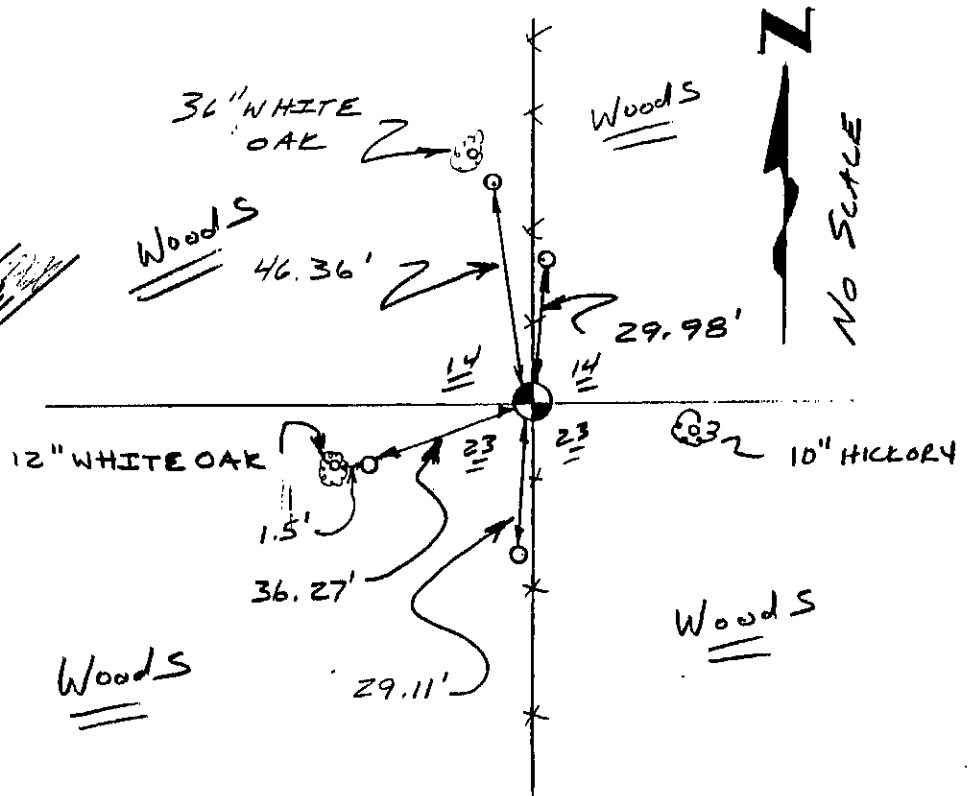 N
36" WHITE
OAK
Woods
NO SCALE
Woods
46.36'
29.98'
14
14
12" WHITE OAK
23
23
10" HICKORY
1.5'
36.27'
Woods
Woods
29.11'